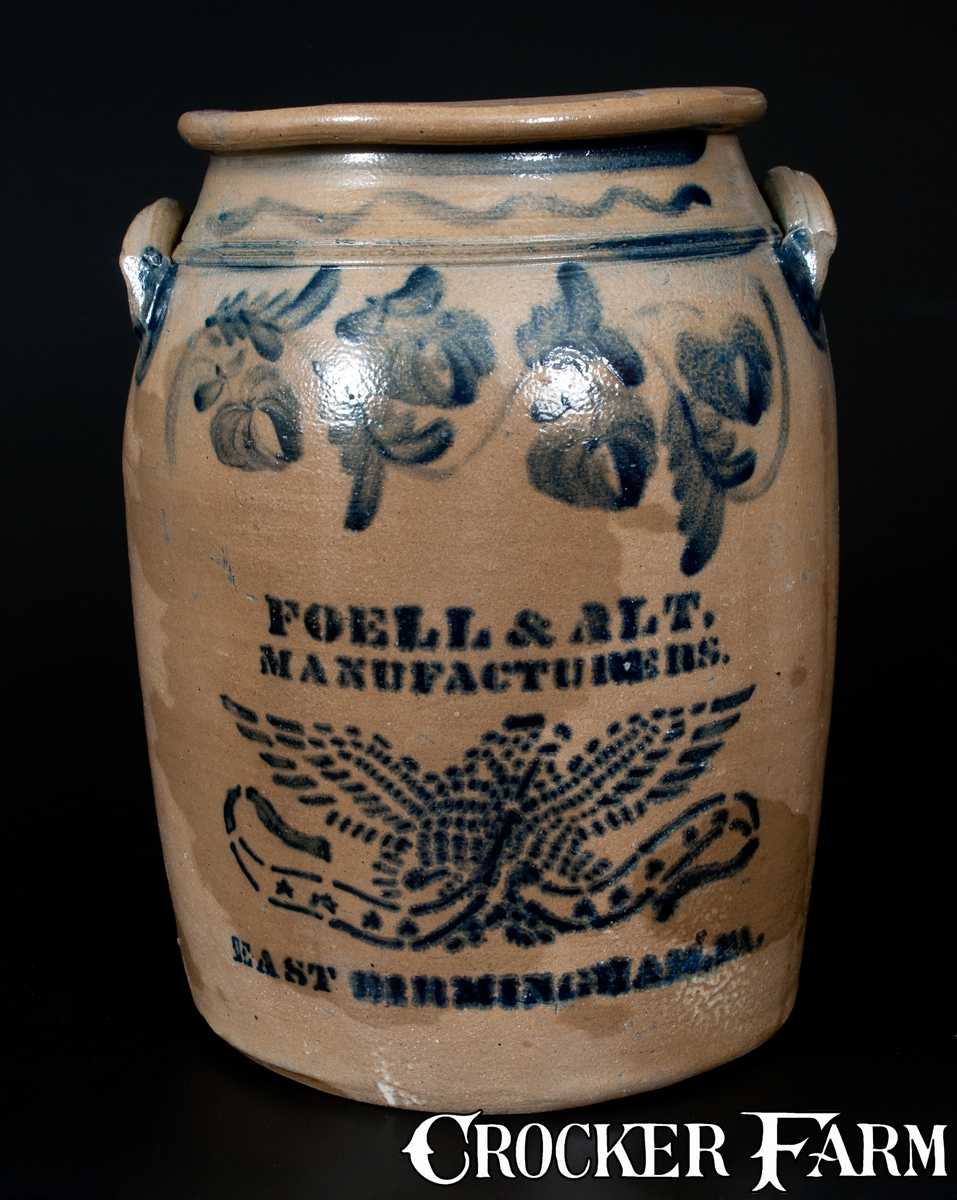 FOELL & ALT.
MANUFACTURERS.
EAST BIRMINGHAM, PA.
CROCKER FARM